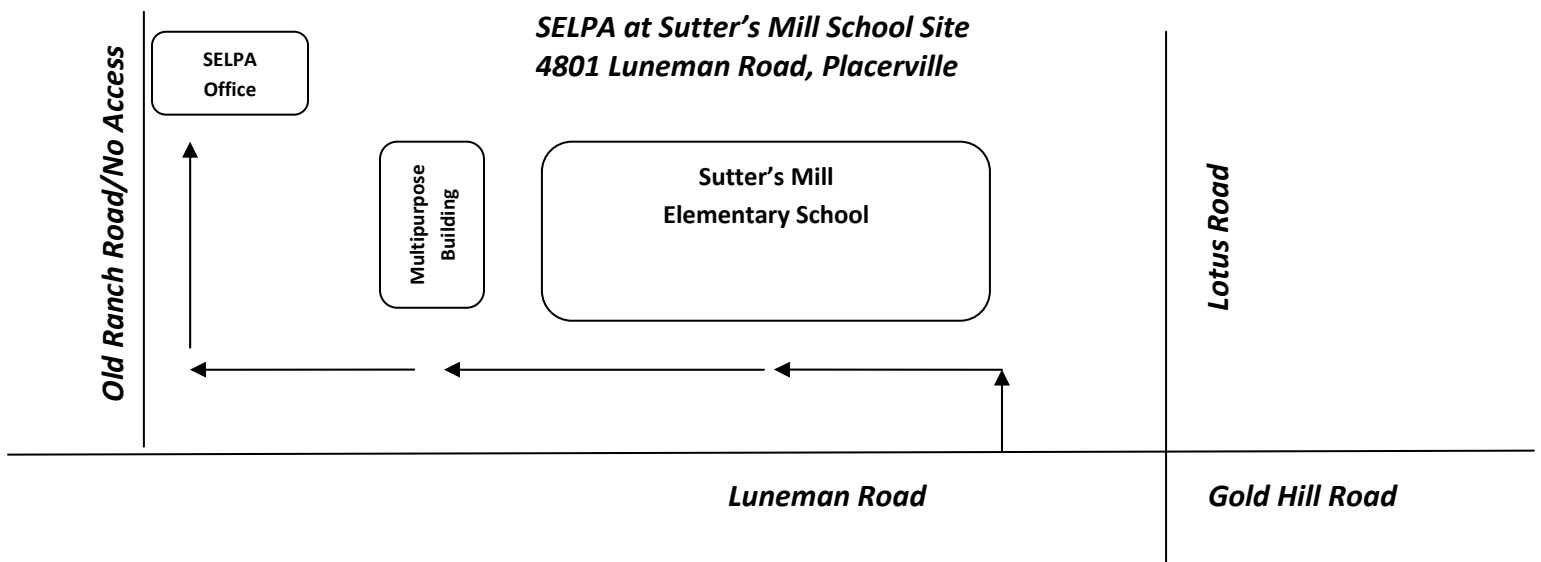 SELPA at Sutter’s Mill School Site
4801 Luneman Road, Placerville
SELPA
Office
Old Ranch Road/No Access
Multipurpose
Building
Sutter’s Mill
Elementary School
Lotus Road
Luneman Road
Gold Hill Road